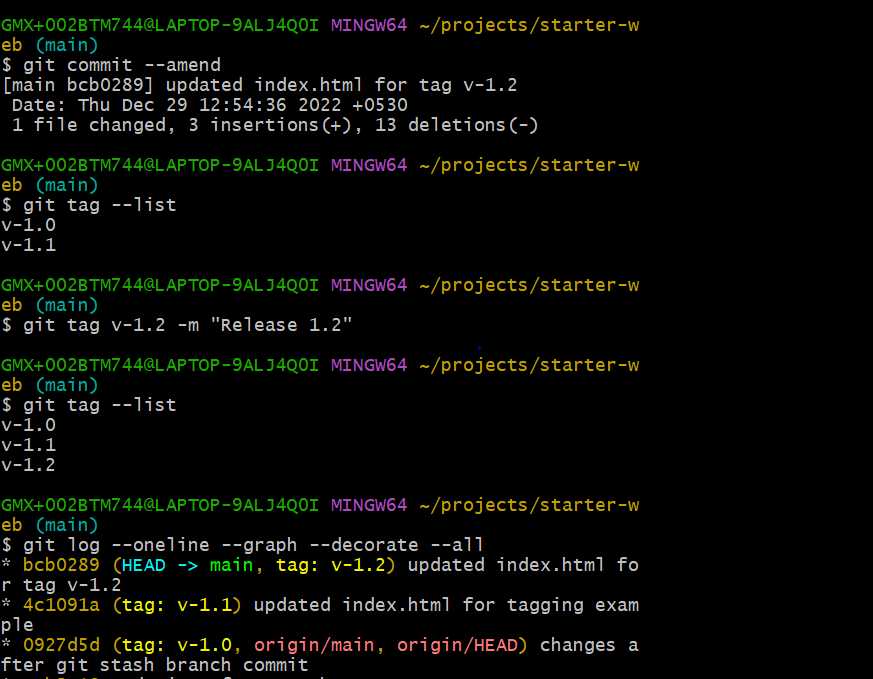 GMX+002BTM744@LAPTOP-9ALJ4Q0I MINGW64 ~/projects/starter-w
eb (main)
$ git commit --amend
[main bcb0289] updated index.html for tag v-1.2
 Date: Thu Dec 29 12:54:36 2022 +0530
 1 file changed, 3 insertions(+), 13 deletions(-)

GMX+002BTM744@LAPTOP-9ALJ4Q0I MINGW64 ~/projects/starter-w
eb (main)
$ git tag --list
v-1.0
v-1.1

GMX+002BTM744@LAPTOP-9ALJ4Q0I MINGW64 ~/projects/starter-w
eb (main)
$ git tag v-1.2 -m "Release 1.2"

GMX+002BTM744@LAPTOP-9ALJ4Q0I MINGW64 ~/projects/starter-w
eb (main)
$ git tag --list
v-1.0
v-1.1
v-1.2

GMX+002BTM744@LAPTOP-9ALJ4Q0I MINGW64 ~/projects/starter-w
eb (main)
$ git log --oneline --graph --decorate --all
* bcb0289 (HEAD -> main, tag: v-1.2) updated index.html fo
r tag v-1.2
* 4c1091a (tag: v-1.1) updated index.html for tagging exam
ple
* 0927d5d (tag: v-1.0, origin/main, origin/HEAD) changes a
fter git stash branch commit